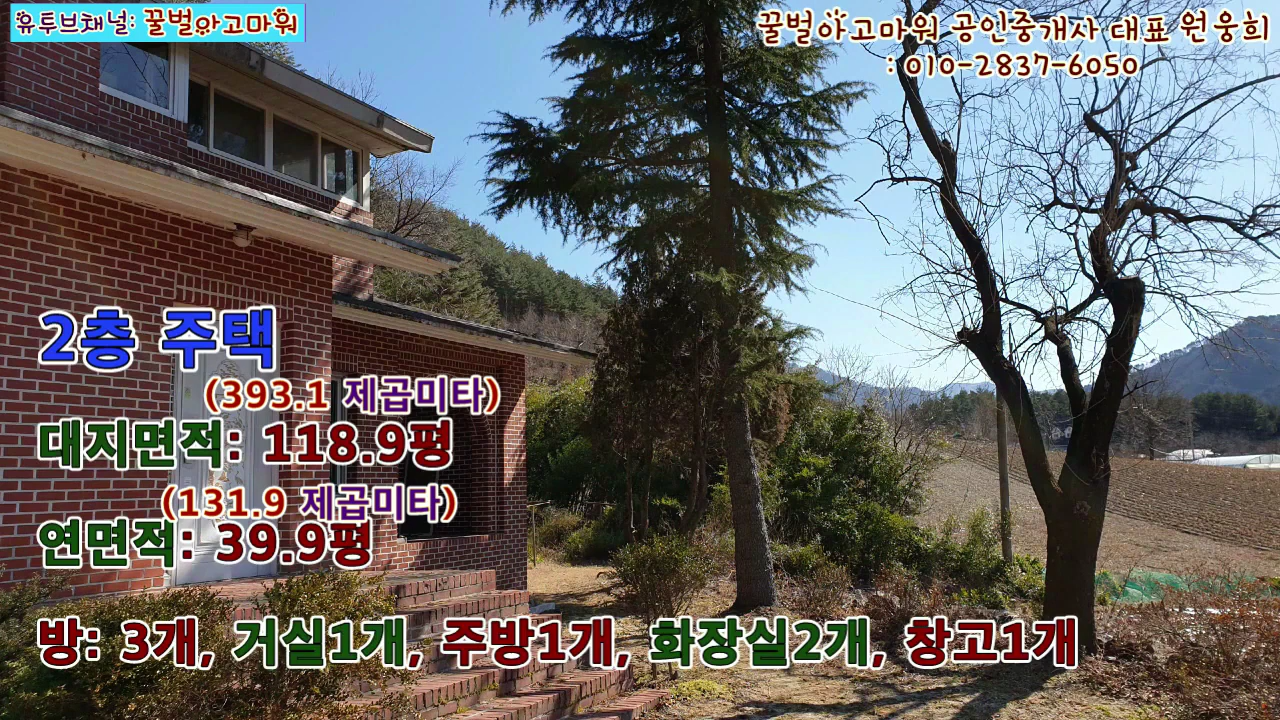 유투브채널: 꿀벌아고마워
꿀벌아고마워 공인중개사 대표 원웅희
: 010-2837-6050
2층 주택
(393.1 제곱미타)
대지면적: 118.9평
(131.9 제곱미타)
연면적: 39.9평
방: 3개, 거실1개, 주방1개, 화장실2개, 창고1개